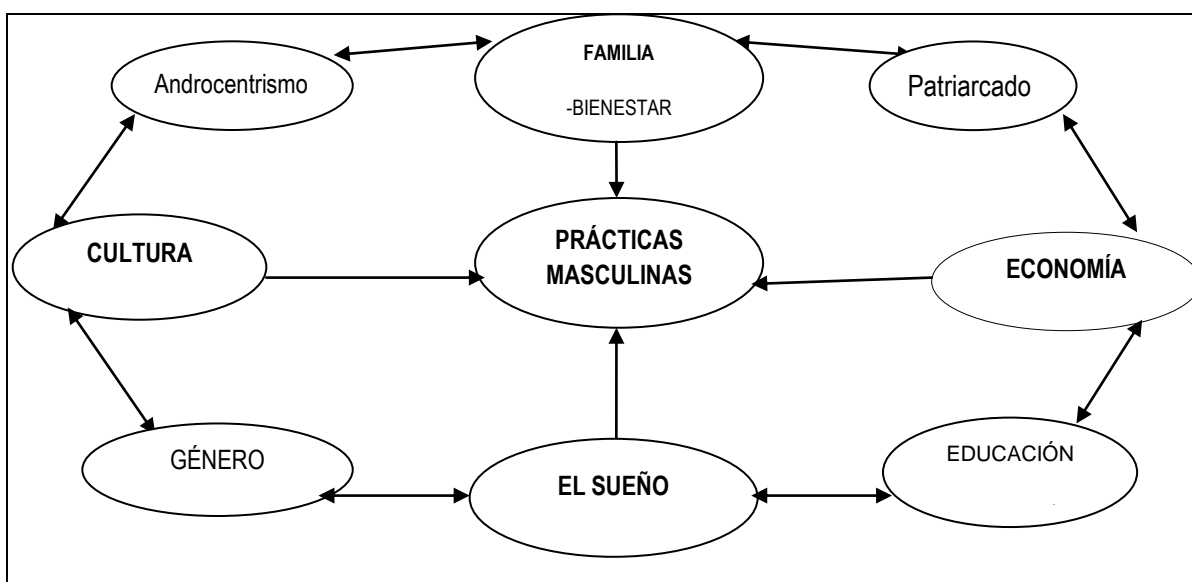 FAMILIA
-BIENESTAR
Androcentrismo
Patriarcado
CULTURA
PRÁCTICAS
MASCULINAS
ECONOMÍA
GÉNERO
EL SUEÑO
EDUCACIÓN